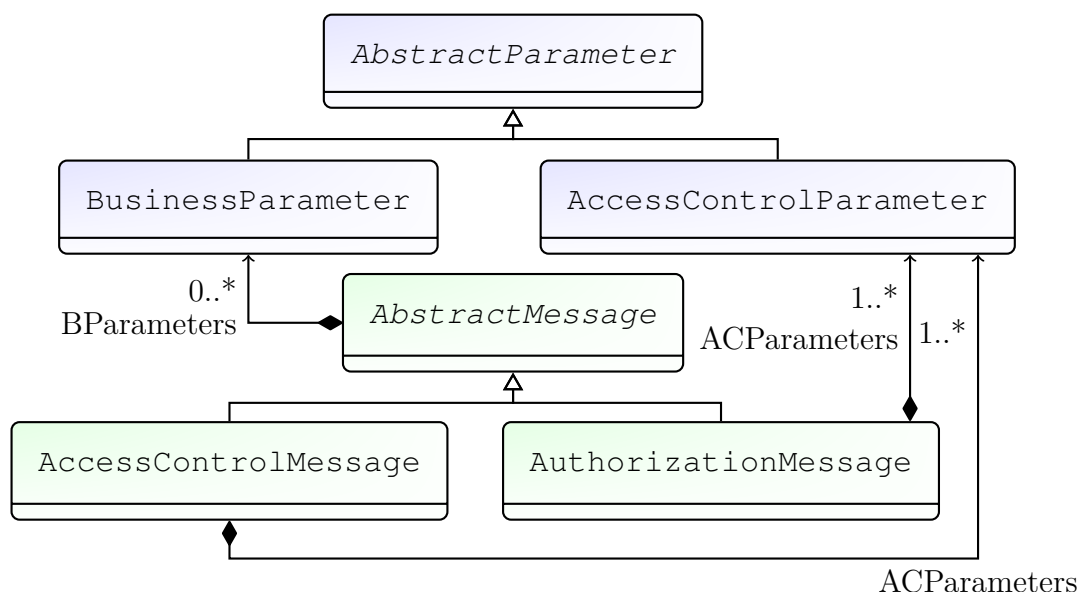 AbstractParameter
BusinessParameter
AccessControlParameter
0..*
BParameters
AbstractMessage
1..*
ACParameters
1..*
AccessControlMessage
AuthorizationMessage
ACParameters